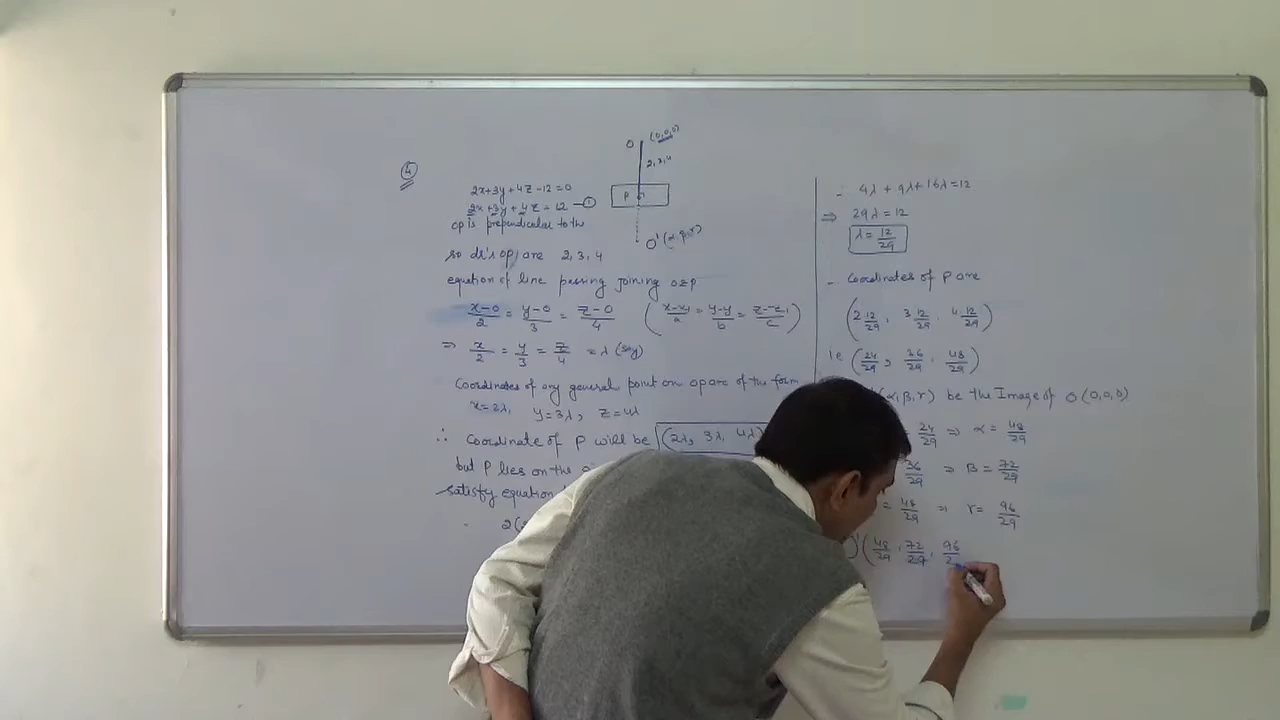 4
O (0,0,0)
2,3,4
P
O' (α,β,r)
2x+3y+4z-12=0
2x+3y+4z=12 —①
op is prependicular to the
so dr's op are 2, 3, 4
equation of line passing joining o&p
x-0/2 = y-0/3 = z-0/4 (x-x1/a = y-y/b = z-z1/c)
⇒ x/2 = y/3 = z/4 = λ (say)
Coordinates of any general point on op are of the form
x=2λ, y=3λ, z=4λ
∴ Coordinate of P will be (2λ, 3λ, 4λ)
but P lies on the
satisfy equation
2(2
∴ 4λ + 9λ + 16λ = 12
⇒ 29λ = 12
λ = 12/29
Coordinates of P are
(2 12/29, 3 12/29, 4 12/29)
ie (24/29, 36/29, 48/29)
(α, β, r) be the Image of O (0,0,0)
= 24/29 ⇒ α = 48/29
36/29 ⇒ β = 72/29
= 48/29 ⇒ r = 96/29
O' (48/29, 72/29, 96/2